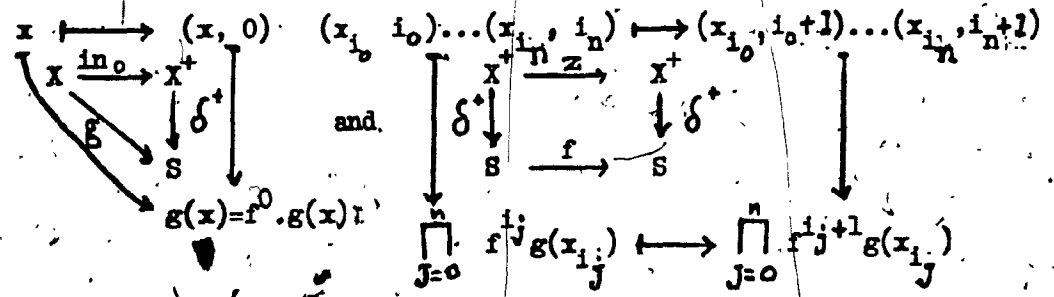 x ⟼ (x, 0) (x_{i_0} i_0)...(x_{i_n}, i_n) ⟼ (x_{i_0}, i_0+1)...(x_{i_n}, i_n+1)
X in_0 X^+ X^+ z X^+
g δ^+ and. δ^+ δ^+
S S f S
g(x)=f^0.g(x)
∏_{J=0}^{n} f^{i_j} g(x_{i_j}) ⟼ ∏_{J=0}^{n} f^{i_j+1} g(x_{i_j})